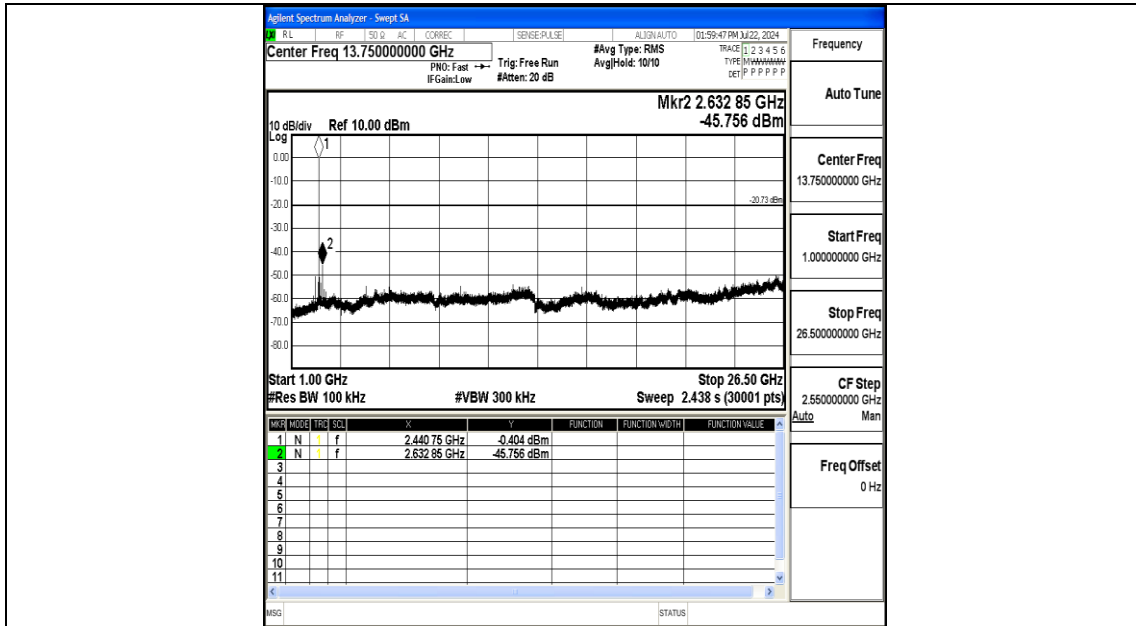 Agilent Spectrum Analyzer - Swept SA
RL RF 50 Ω AC CORREC SENSE:PULSE ALIGN AUTO 01:59:47 PM Jul 22, 2024
Center Freq 13.750000000 GHz
PNO: Fast
IFGain:Low
Trig: Free Run
#Atten: 20 dB
#Avg Type: RMS
Avg|Hold: 10/10
TRACE 1 2 3 4 5 6
TYPE
DET P P P P P P
Mkr2 2.632 85 GHz
-45.756 dBm
10 dB/div Ref 10.00 dBm
Log
1
0.00
-10.0
-20.0
-20.73 dBm
-30.0
2
-40.0
-50.0
-60.0
-70.0
-80.0
Start 1.00 GHz Stop 26.50 GHz
#Res BW 100 kHz #VBW 300 kHz Sweep 2.438 s (30001 pts)
MKR MODE TRC SCL X Y FUNCTION FUNCTION WIDTH FUNCTION VALUE
1 N 1 f 2.440 75 GHz -0.404 dBm
2 N 1 f 2.632 85 GHz -45.756 dBm
3
4
5
6
7
8
9
10
11
MSG STATUS
Frequency
Auto Tune
Center Freq
13.750000000 GHz
Start Freq
1.000000000 GHz
Stop Freq
26.500000000 GHz
CF Step
2.550000000 GHz
Auto Man
Freq Offset
0 Hz